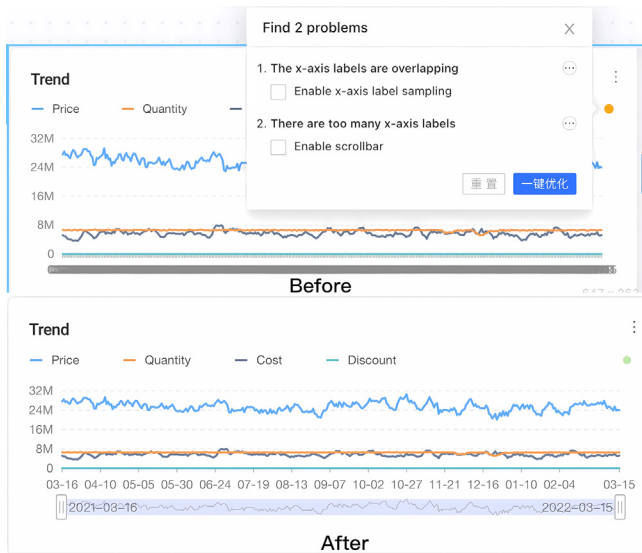 Find 2 problems
Trend
1. The x-axis labels are overlapping
Enable x-axis label sampling
Price
Quantity
2. There are too many x-axis labels
Enable scrollbar
重 置
一键优化
32M
24M
16M
8M
0
Before
Trend
Price
Quantity
Cost
Discount
32M
24M
16M
8M
0
03-16 04-10 05-05 05-30 06-24 07-19 08-13 09-07 10-02 10-27 11-21 12-16 01-10 02-04 03-15
2021-03-16
2022-03-15
After